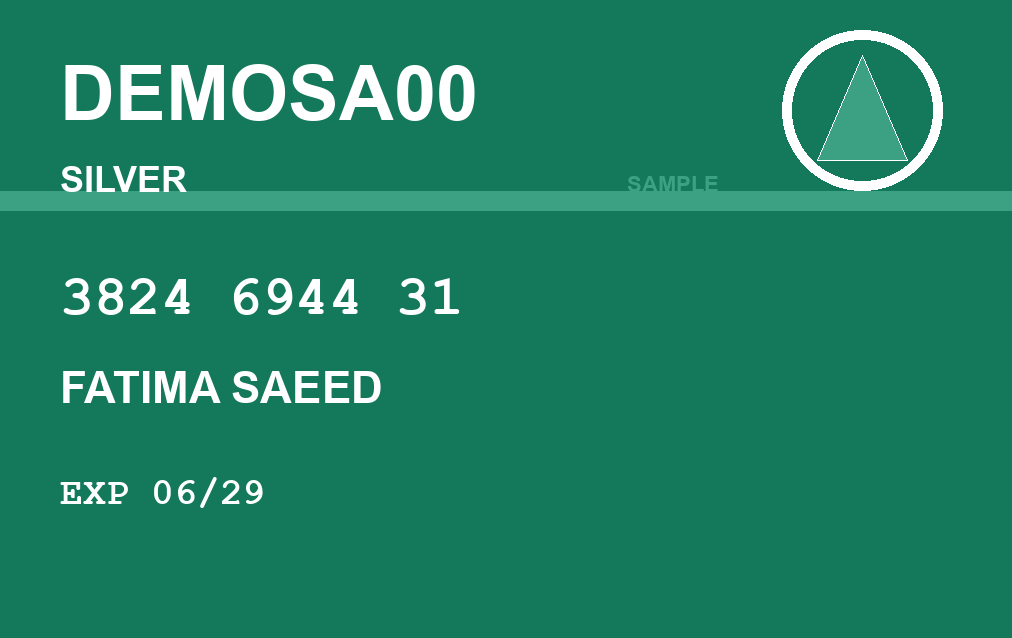 DEMOSA00
SILVER
SAMPLE
3824 6944 31
FATIMA SAEED
EXP 06/29